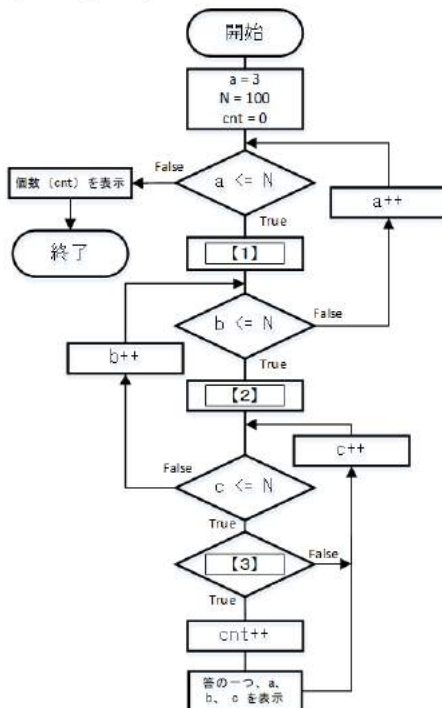 開始
a = 3
N = 100
cnt = 0
False
a <= N
個数（cnt）を表示
a++
True
終了
【1】
b <= N
False
b++
True
【2】
c++
False
c <= N
True
【3】
False
True
cnt++
答の一つ、a、
b、 c を表示